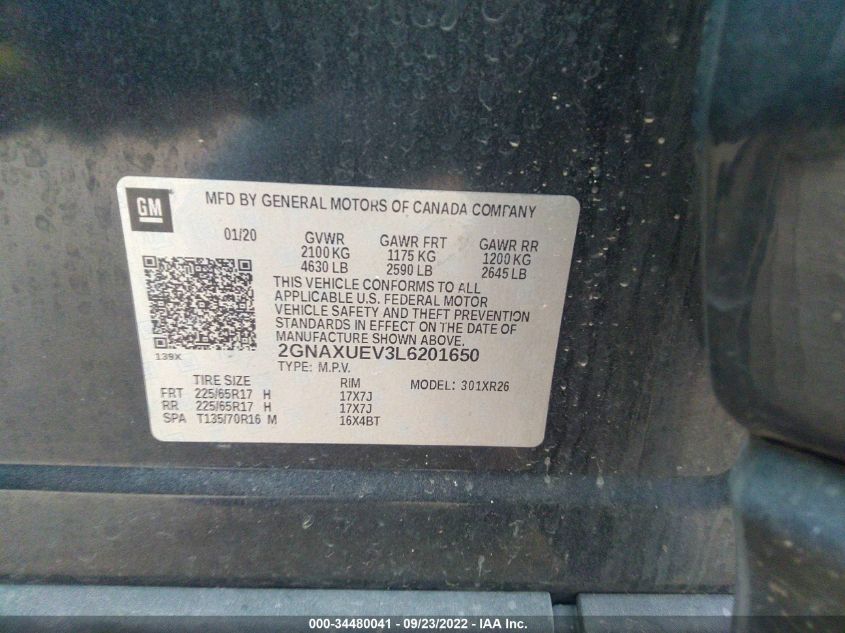 GM
MFD BY GENERAL MOTORS OF CANADA COMPANY
01/20 GVWR GAWR FRT GAWR RR
2100 KG 1175 KG 1200 KG
4630 LB 2590 LB 2645 LB
THIS VEHICLE CONFORMS TO ALL
APPLICABLE U.S. FEDERAL MOTOR
VEHICLE SAFETY AND THEFT PREVENTION
STANDARDS IN EFFECT ON THE DATE OF
MANUFACTURE SHOWN ABOVE.
139X 2GNAXUEV3L6201650
TYPE: M.P.V.
TIRE SIZE RIM MODEL: 301XR26
FRT 225/65R17 H 17X7J
RR 225/65R17 H 17X7J
SPA T135/70R16 M 16X4BT
000-34480041 - 09/23/2022 - IAA Inc.